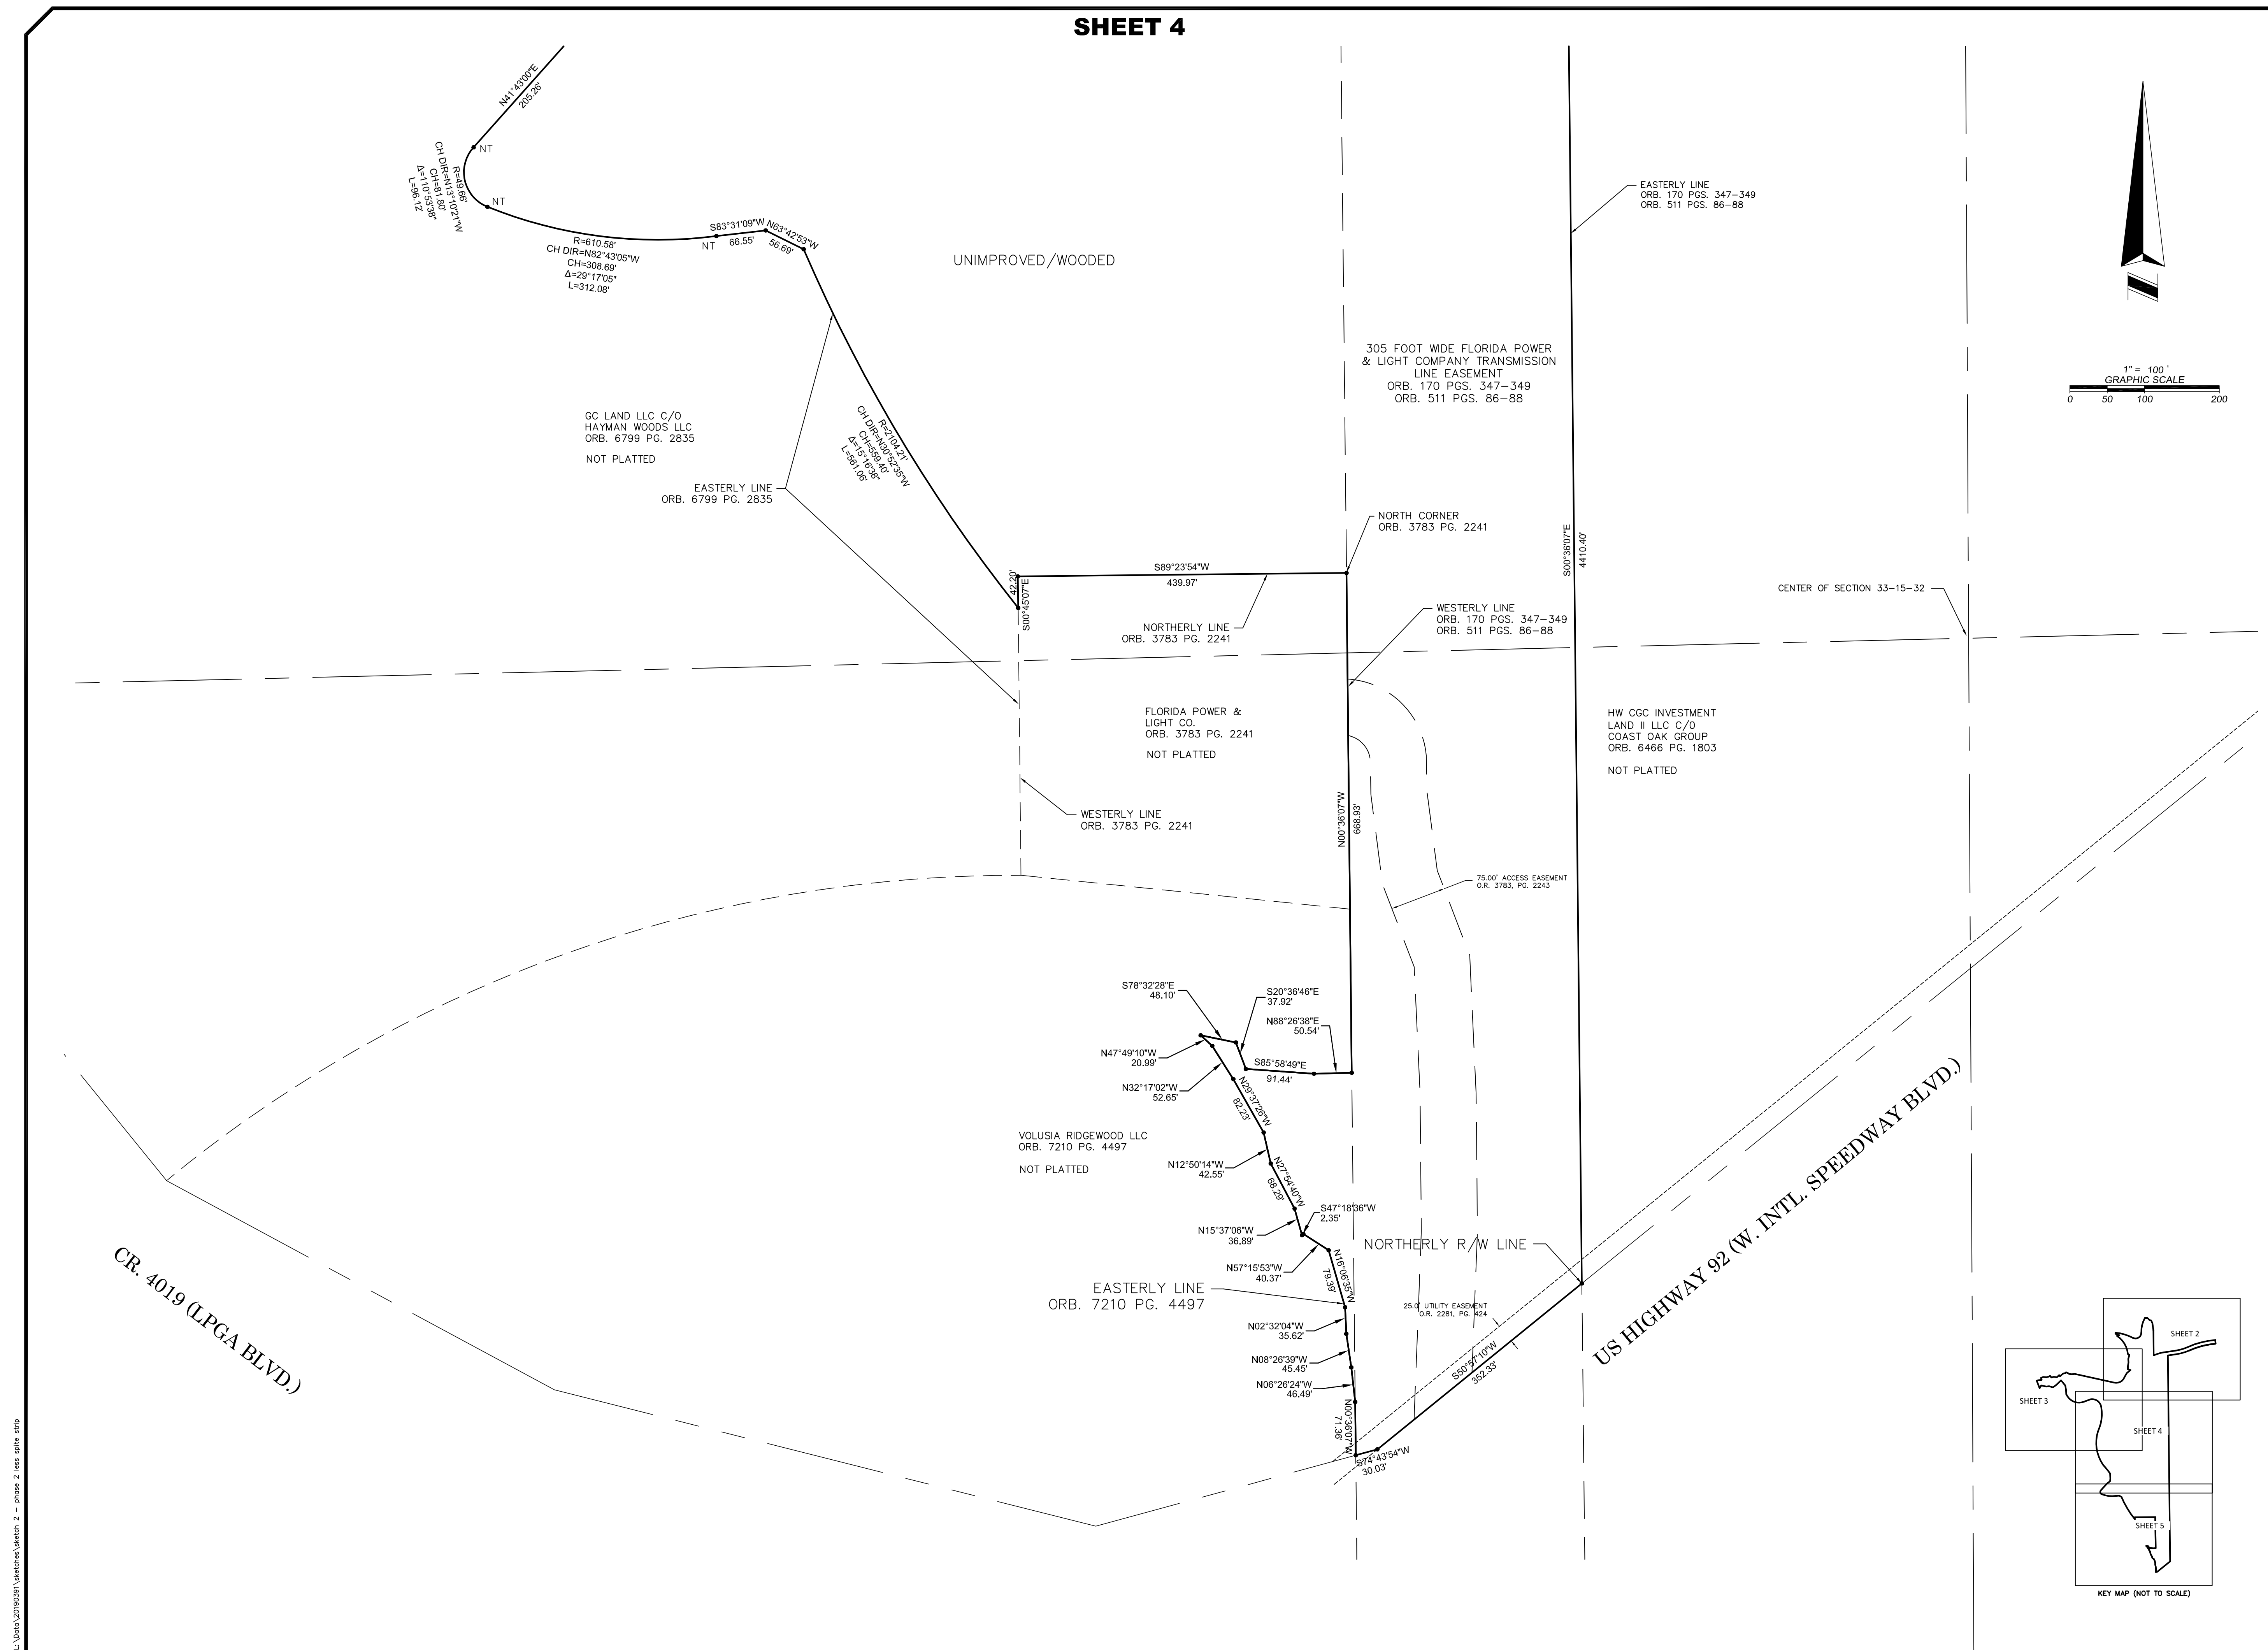 SHEET 4
N41°43'00"E
205.26'
NT
R=49.66'
CH DIR=N13°10'21"W
CH=81.80'
Δ=110°53'38"
L=96.12'
NT
R=610.58'
CH DIR=N82°43'05"W
CH=308.69'
Δ=29°17'05"
L=312.08'
NT
S83°31'09"W
66.55'
N63°42'53"W
56.69'
UNIMPROVED/WOODED
EASTERLY LINE
ORB. 170 PGS. 347-349
ORB. 511 PGS. 86-88
1" = 100 '
GRAPHIC SCALE
0 50 100 200
305 FOOT WIDE FLORIDA POWER
& LIGHT COMPANY TRANSMISSION
LINE EASEMENT
ORB. 170 PGS. 347-349
ORB. 511 PGS. 86-88
GC LAND LLC C/O
HAYMAN WOODS LLC
ORB. 6799 PG. 2835
NOT PLATTED
R=2104.21'
CH DIR=N30°52'35"W
CH=559.40'
Δ=15°16'38"
L=561.06'
EASTERLY LINE
ORB. 6799 PG. 2835
NORTH CORNER
ORB. 3783 PG. 2241
S00°36'07"E
4410.40'
42.20'
S00°45'07"E
S89°23'54"W
439.97'
CENTER OF SECTION 33-15-32
NORTHERLY LINE
ORB. 3783 PG. 2241
WESTERLY LINE
ORB. 170 PGS. 347-349
ORB. 511 PGS. 86-88
FLORIDA POWER &
LIGHT CO.
ORB. 3783 PG. 2241
NOT PLATTED
HW CGC INVESTMENT
LAND II LLC C/O
COAST OAK GROUP
ORB. 6466 PG. 1803
NOT PLATTED
WESTERLY LINE
ORB. 3783 PG. 2241
N00°36'07"W
668.93'
75.00' ACCESS EASEMENT
O.R. 3783, PG. 2243
S78°32'28"E
48.10'
S20°36'46"E
37.92'
N88°26'38"E
50.54'
N47°49'10"W
20.99'
S85°58'49"E
91.44'
N32°17'02"W
52.65'
N29°37'26"W
82.23'
VOLUSIA RIDGEWOOD LLC
ORB. 7210 PG. 4497
NOT PLATTED
N12°50'14"W
42.55'
N27°54'40"W
68.29'
S47°18'36"W
2.35'
N15°37'06"W
36.89'
NORTHERLY R/W LINE
N57°15'53"W
40.37'
N16°06'35"W
79.39'
EASTERLY LINE
ORB. 7210 PG. 4497
25.0' UTILITY EASEMENT
O.R. 2281, PG. 424
N02°32'04"W
35.62'
N08°26'39"W
45.45'
N06°26'24"W
46.49'
S50°57'10"W
352.33'
N00°36'07"W
71.36'
S74°43'54"W
30.03'
CR. 4019 (LPGA BLVD.)
US HIGHWAY 92 (W. INTL. SPEEDWAY BLVD.)
SHEET 2
SHEET 3
SHEET 4
SHEET 5
KEY MAP (NOT TO SCALE)
L: \Data\20190391\sketches\sketch 2 - phase 2 less spite strip